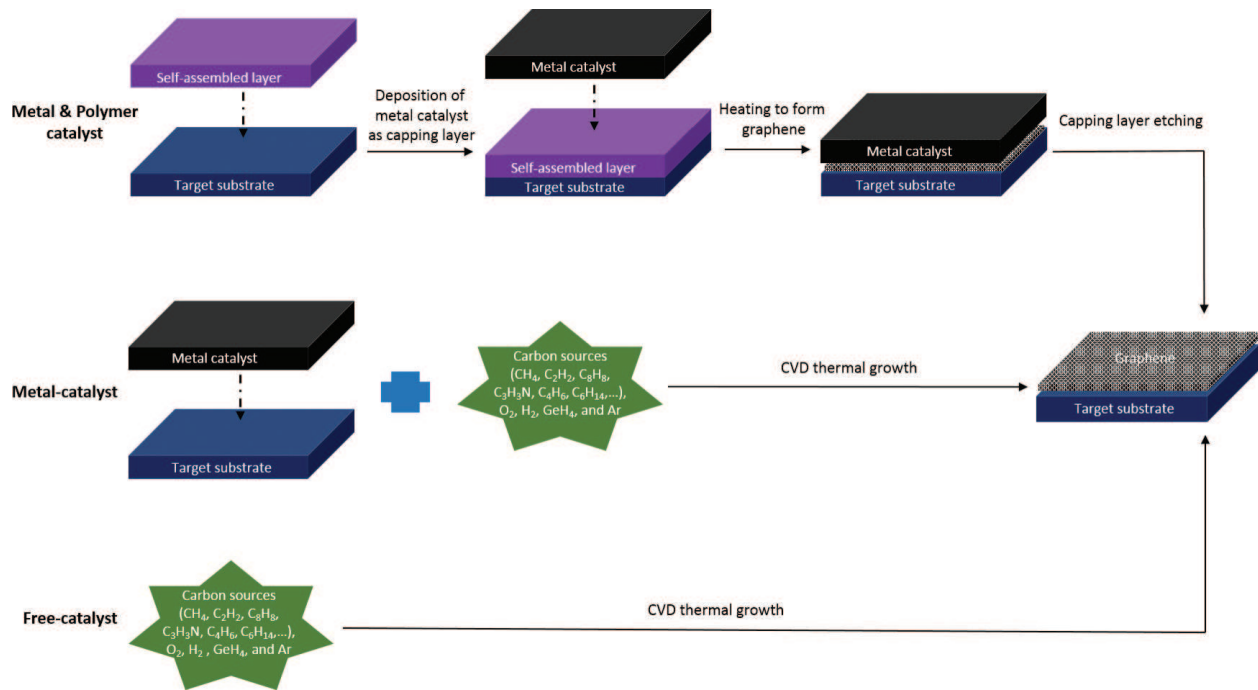 Self-assembled layer
Metal & Polymer
catalyst
Target substrate
Deposition of
metal catalyst
as capping layer
Metal catalyst
Self-assembled layer
Target substrate
Heating to form
graphene
Metal catalyst
Target substrate
Capping layer etching
Metal-catalyst
Metal catalyst
Target substrate
Carbon sources
(CH₄, C₂H₂, C₈H₈,
C₃H₃N, C₄H₆, C₆H₁₄,...),
O₂, H₂, GeH₄, and Ar
CVD thermal growth
Graphene
Target substrate
Free-catalyst
Carbon sources
(CH₄, C₂H₂, C₈H₈,
C₃H₃N, C₄H₆, C₆H₁₄,...),
O₂, H₂ , GeH₄, and Ar
CVD thermal growth